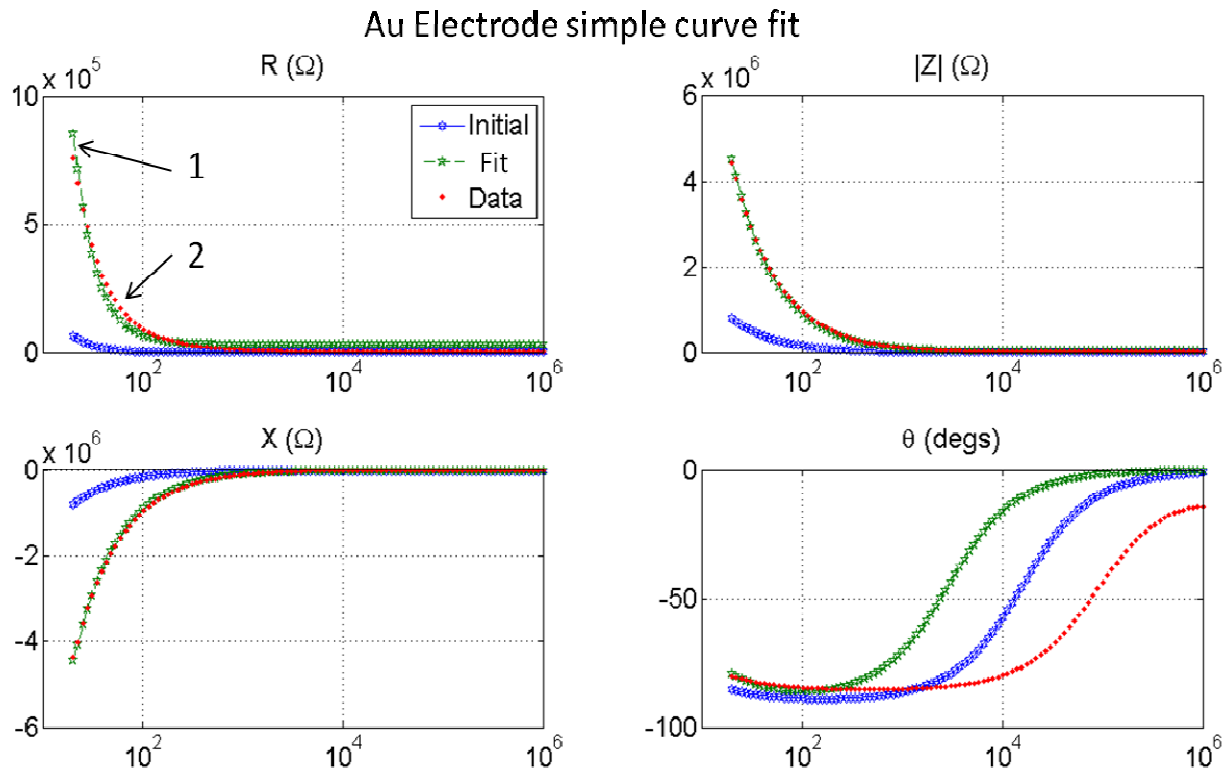 Au Electrode simple curve fit
R (Ω)
x 10^5
10
5
0
10^2
10^4
10^6
Initial
Fit
Data
1
2
|Z| (Ω)
x 10^6
6
4
2
0
10^2
10^4
10^6
X (Ω)
x 10^6
0
-2
-4
-6
10^2
10^4
10^6
θ (degs)
0
-50
-100
10^2
10^4
10^6